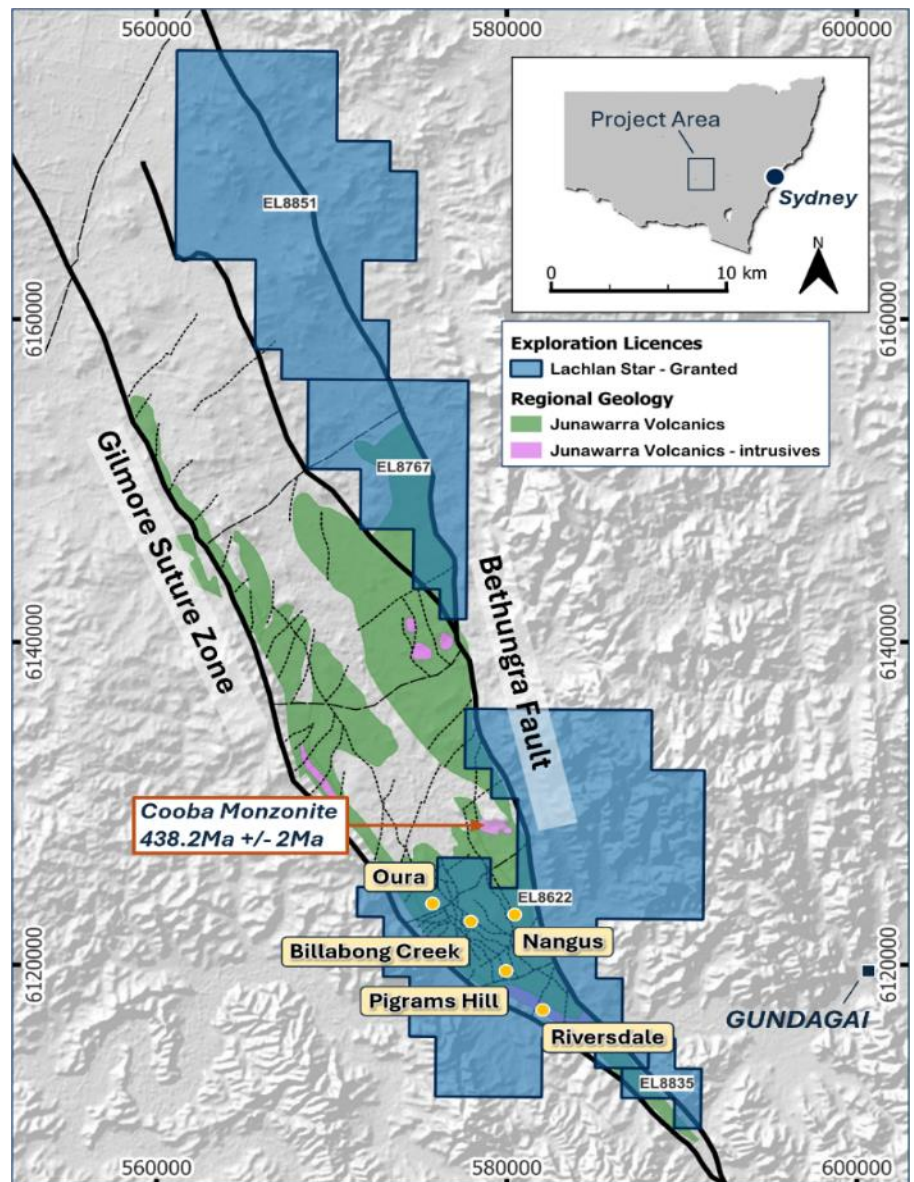 560000
580000
600000
Project Area
Sydney
N
0
10 km
6160000
6160000
Exploration Licences
Lachlan Star - Granted
Regional Geology
Junawarra Volcanics
Junawarra Volcanics - intrusives
EL8851
EL8767
Gilmore Suture Zone
Bethungra Fault
6140000
6140000
Cooba Monzonite
438.2Ma +/- 2Ma
Oura
EL8622
Billabong Creek
Nangus
6120000
6120000
Pigrams Hill
GUNDAGAI
Riversdale
EL8835
560000
580000
600000